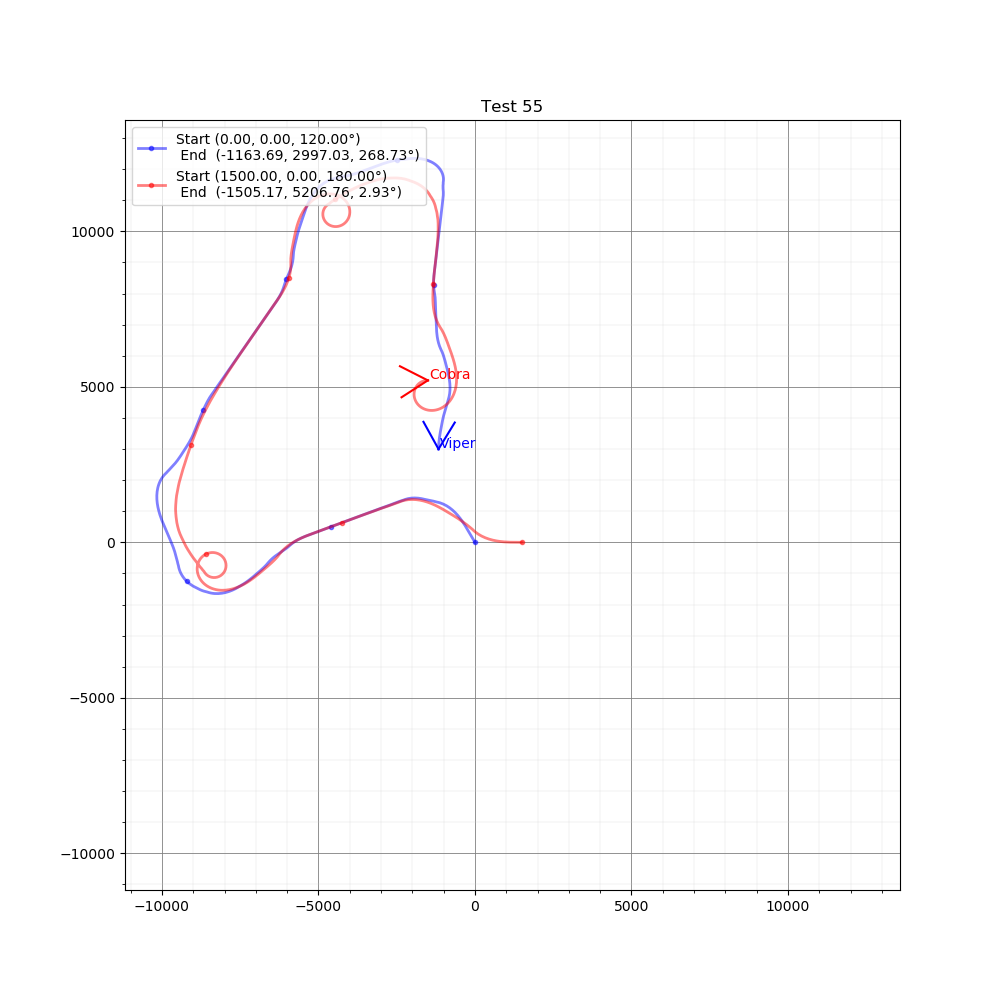 Test 55
Start (0.00, 0.00, 120.00°)
End (-1163.69, 2997.03, 268.73°)
Start (1500.00, 0.00, 180.00°)
End (-1505.17, 5206.76, 2.93°)
10000
5000
0
−5000
−10000
Cobra
Viper
−10000 −5000 0 5000 10000